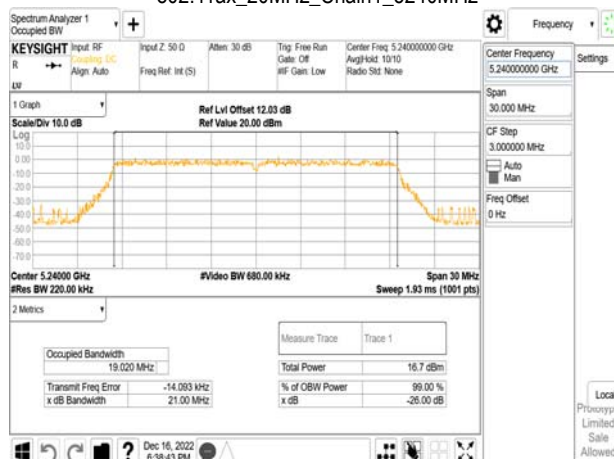 802.11ax_20MHz_Chain1_5240MHz
Spectrum Analyzer 1
Occupied BW
Frequency
KEYSIGHT
R
Input: RF
Coupling: DC
Align: Auto
Input Z: 50 Ω
Freq Ref: Int (S)
Atten: 30 dB
Trig: Free Run
Gate: Off
#IF Gain: Low
Center Freq: 5.240000000 GHz
Avg|Hold: 10/10
Radio Std: None
Center Frequency
5.240000000 GHz
Settings
Span
30.000 MHz
CF Step
3.000000 MHz
Auto
Man
Freq Offset
0 Hz
1 Graph
Scale/Div 10.0 dB
Ref Lvl Offset 12.03 dB
Ref Value 20.00 dBm
Log
10.0
0.00
-10.0
-20.0
-30.0
-40.0
-50.0
-60.0
-70.0
Center 5.24000 GHz
#Res BW 220.00 kHz
#Video BW 680.00 kHz
Span 30 MHz
Sweep 1.93 ms (1001 pts)
2 Metrics
Measure Trace
Trace 1
Occupied Bandwidth
19.020 MHz
Total Power
16.7 dBm
Transmit Freq Error
-14.093 kHz
% of OBW Power
99.00 %
x dB Bandwidth
21.00 MHz
x dB
-26.00 dB
Local
Limited
Sale
Allowed
?
Dec 16, 2022
6:38:43 PM